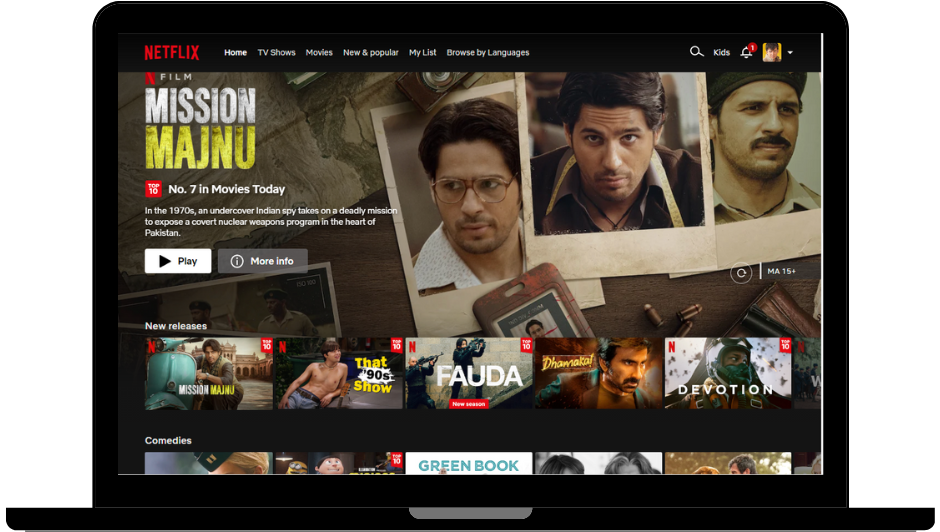 NETFLIX
Home TV Shows Movies New & popular My List Browse by Languages
Kids
1
N FILM
MISSION
MAJNU
TOP
10
No. 7 in Movies Today
In the 1970s, an undercover Indian spy takes on a deadly mission
to expose a covert nuclear weapons program in the heart of
Pakistan.
Play
More info
MA 15+
ISO 100
New releases
N
TOP
10
MISSION MAJNU
N
TOP
10
That
'90s
Show
N
TOP
10
FAUDA
New season
Dhamaka!
N
TOP
10
DEVOTION
Comedies
TOP
10
GREEN BOOK